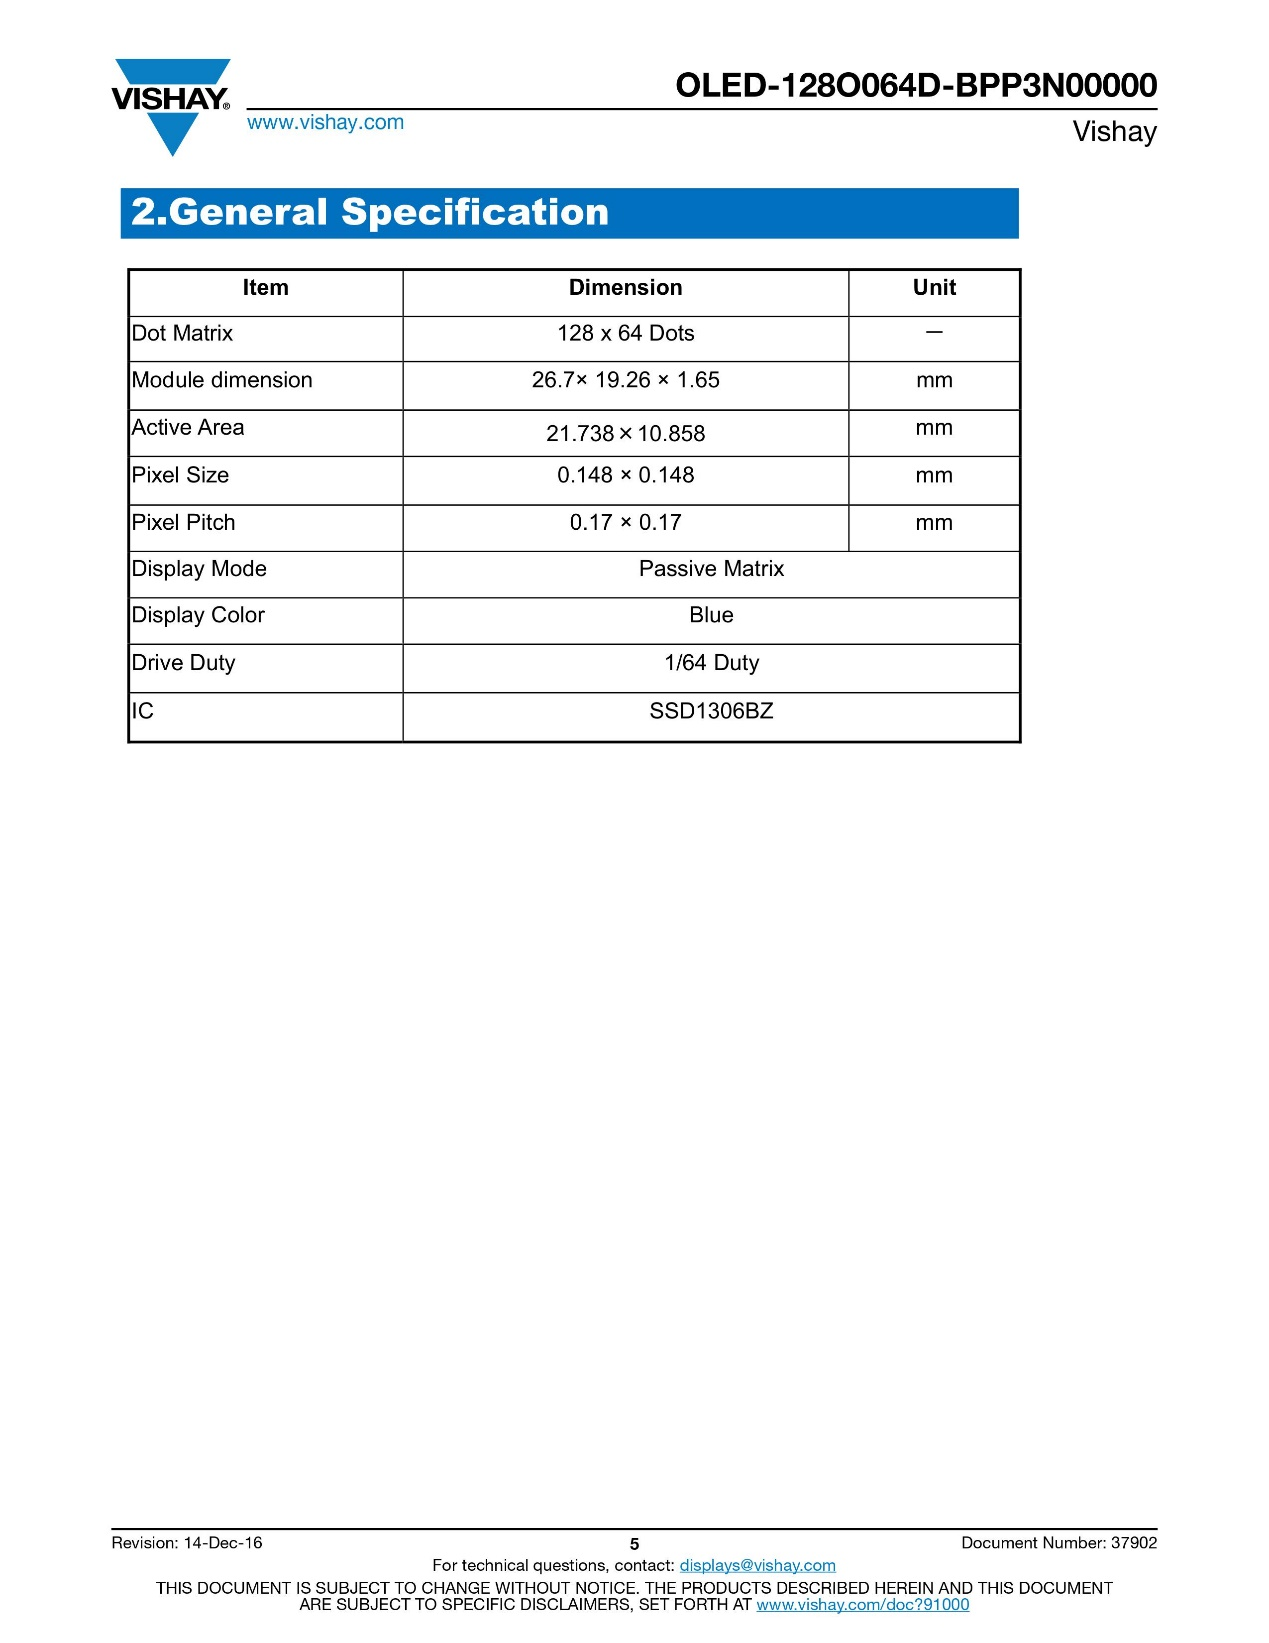 VISHAY®
OLED-128O064D-BPP3N00000
www.vishay.com
Vishay
2.General Specification
Item Dimension Unit
Dot Matrix 128 x 64 Dots —
Module dimension 26.7× 19.26 × 1.65 mm
Active Area 21.738×10.858 mm
Pixel Size 0.148 × 0.148 mm
Pixel Pitch 0.17 × 0.17 mm
Display Mode Passive Matrix
Display Color Blue
Drive Duty 1/64 Duty
IC SSD1306BZ
Revision: 14-Dec-16 5 Document Number: 37902
For technical questions, contact: displays@vishay.com
THIS DOCUMENT IS SUBJECT TO CHANGE WITHOUT NOTICE. THE PRODUCTS DESCRIBED HEREIN AND THIS DOCUMENT
ARE SUBJECT TO SPECIFIC DISCLAIMERS, SET FORTH AT www.vishay.com/doc?91000